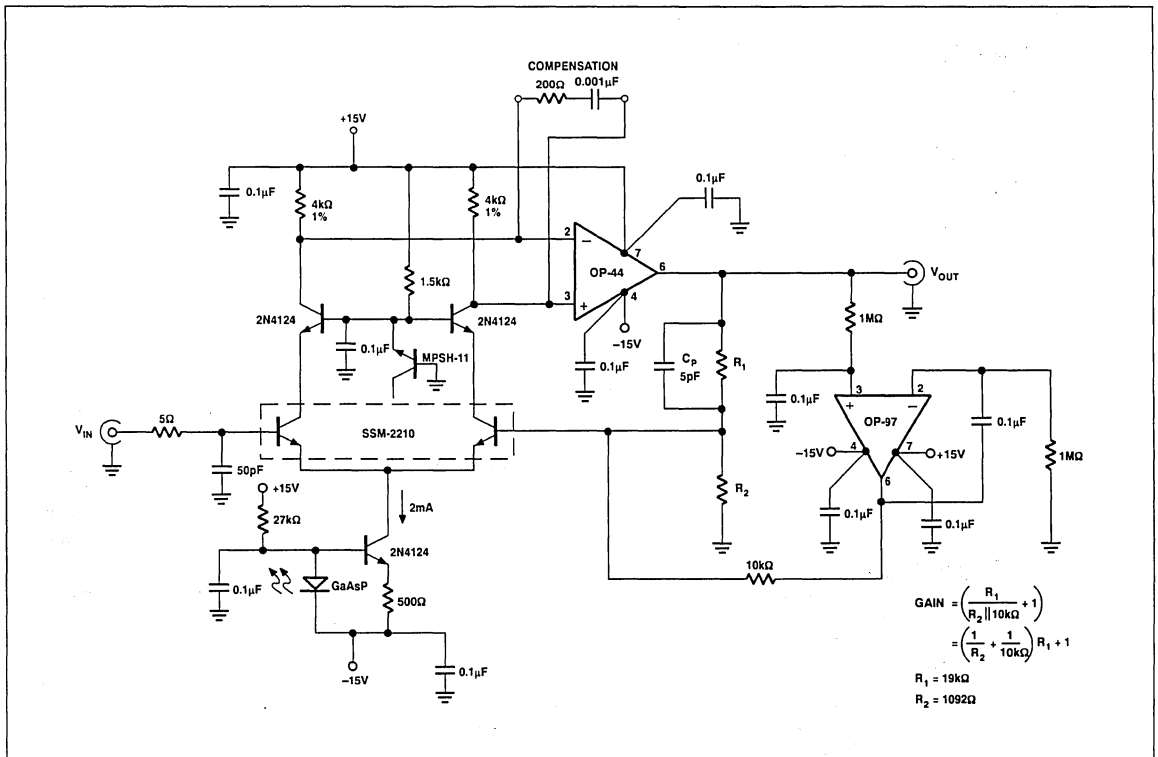 COMPENSATION
200Ω
0.001μF
+15V
0.1μF
4kΩ
1%
4kΩ
1%
0.1μF
2
−
7
OP-44
6
V_OUT
3
+
4
1.5kΩ
−15V
1MΩ
2N4124
2N4124
0.1μF
MPSH-11
0.1μF
C_P
5pF
R_1
0.1μF
3
2
+
−
OP-97
0.1μF
V_IN
5Ω
SSM-2210
−15V
4
7
+15V
1MΩ
6
50pF
R_2
0.1μF
0.1μF
+15V
2mA
27kΩ
2N4124
0.1μF
GaAsP
500Ω
10kΩ
−15V
0.1μF
GAIN = (R_1 / (R_2 || 10kΩ) + 1)
= (1/R_2 + 1/10kΩ) R_1 + 1
R_1 = 19kΩ
R_2 = 1092Ω